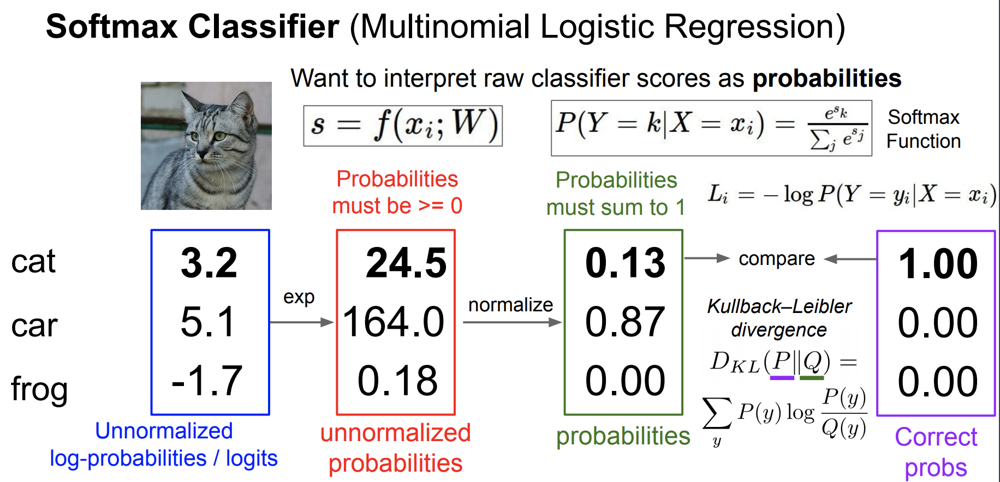 Softmax Classifier (Multinomial Logistic Regression)
Want to interpret raw classifier scores as probabilities
s = f(x_i; W)
P(Y = k|X = x_i) = \frac{e^{s_k}}{\sum_j e^{s_j}}
Softmax
Function
Probabilities
must be >= 0
Probabilities
must sum to 1
L_i = − log P(Y = y_i|X = x_i)
cat
3.2
24.5
0.13
compare
1.00
exp
normalize
car
5.1
164.0
0.87
Kullback–Leibler
divergence
0.00
frog
-1.7
0.18
0.00
D_{KL}(P||Q) =
\sum_y P(y) log \frac{P(y)}{Q(y)}
0.00
Unnormalized
log-probabilities / logits
unnormalized
probabilities
probabilities
Correct
probs